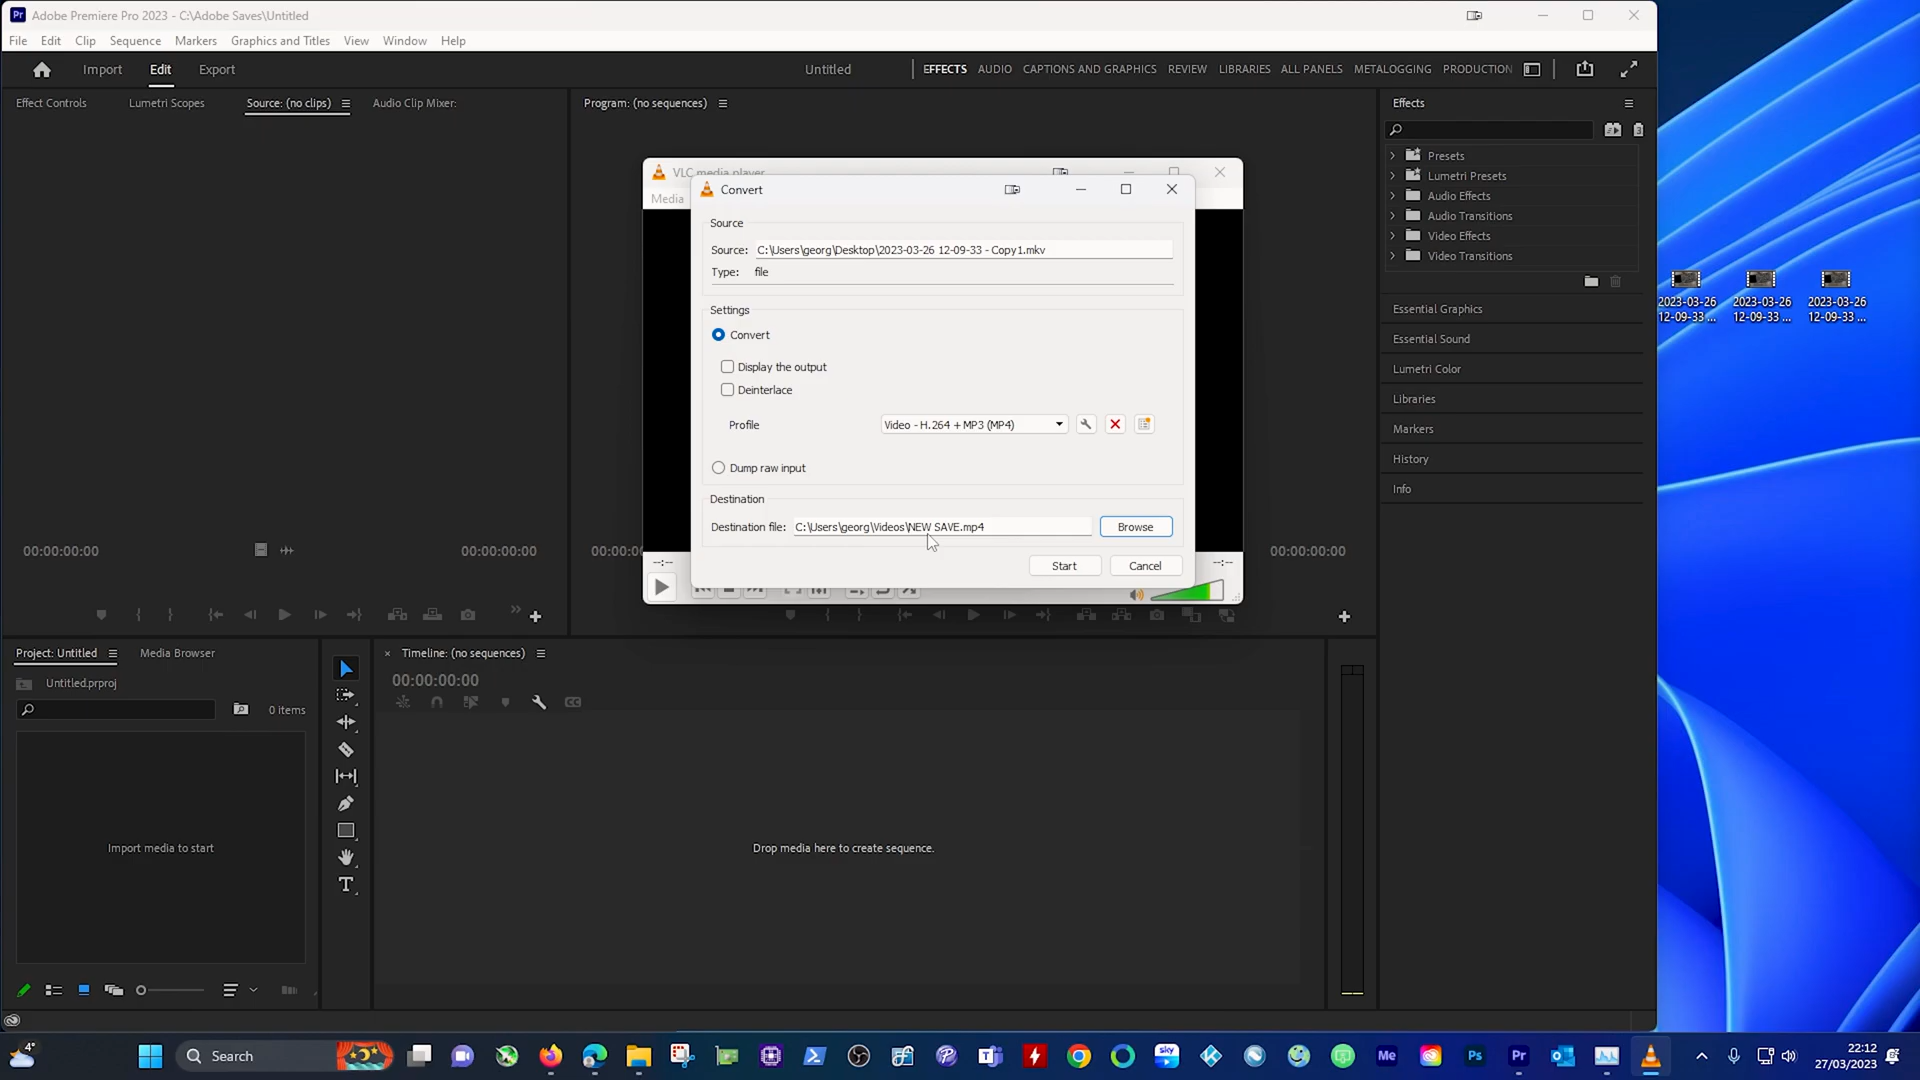 Adobe Premiere Pro 2023 - C:\Adobe Saves\Untitled
File Edit Clip Sequence Markers Graphics and Titles View Window Help
Import Edit Export Untitled EFFECTS AUDIO CAPTIONS AND GRAPHICS REVIEW LIBRARIES ALL PANELS METALOGGING PRODUCTION
Effect Controls Lumetri Scopes Source: (no clips) Audio Clip Mixer: Program: (no sequences) Effects
VLC media player
Media
Convert
Source
Source: C:\Users\georg\Desktop\2023-03-26 12-09-33 - Copy1.mkv
Type: file
Settings
Convert
Display the output
Deinterlace
Profile Video - H.264 + MP3 (MP4)
Dump raw input
Destination
Destination file: C:\Users\georg\Videos\NEW SAVE.mp4 Browse
Start Cancel
--:-- --:--
00:00:00:00 00:00:00:00 00:00 00:00:00:00
Presets
Lumetri Presets
Audio Effects
Audio Transitions
Video Effects
Video Transitions
Essential Graphics
Essential Sound
Lumetri Color
Libraries
Markers
History
Info
2023-03-26 12-09-33 ...
2023-03-26 12-09-33 ...
2023-03-26 12-09-33 ...
Project: Untitled Media Browser
Untitled.prproj
0 items
Import media to start
Timeline: (no sequences)
00:00:00:00
CC
Drop media here to create sequence.
4°
Search
sky
Me
Ps
Pr
22:12
27/03/2023